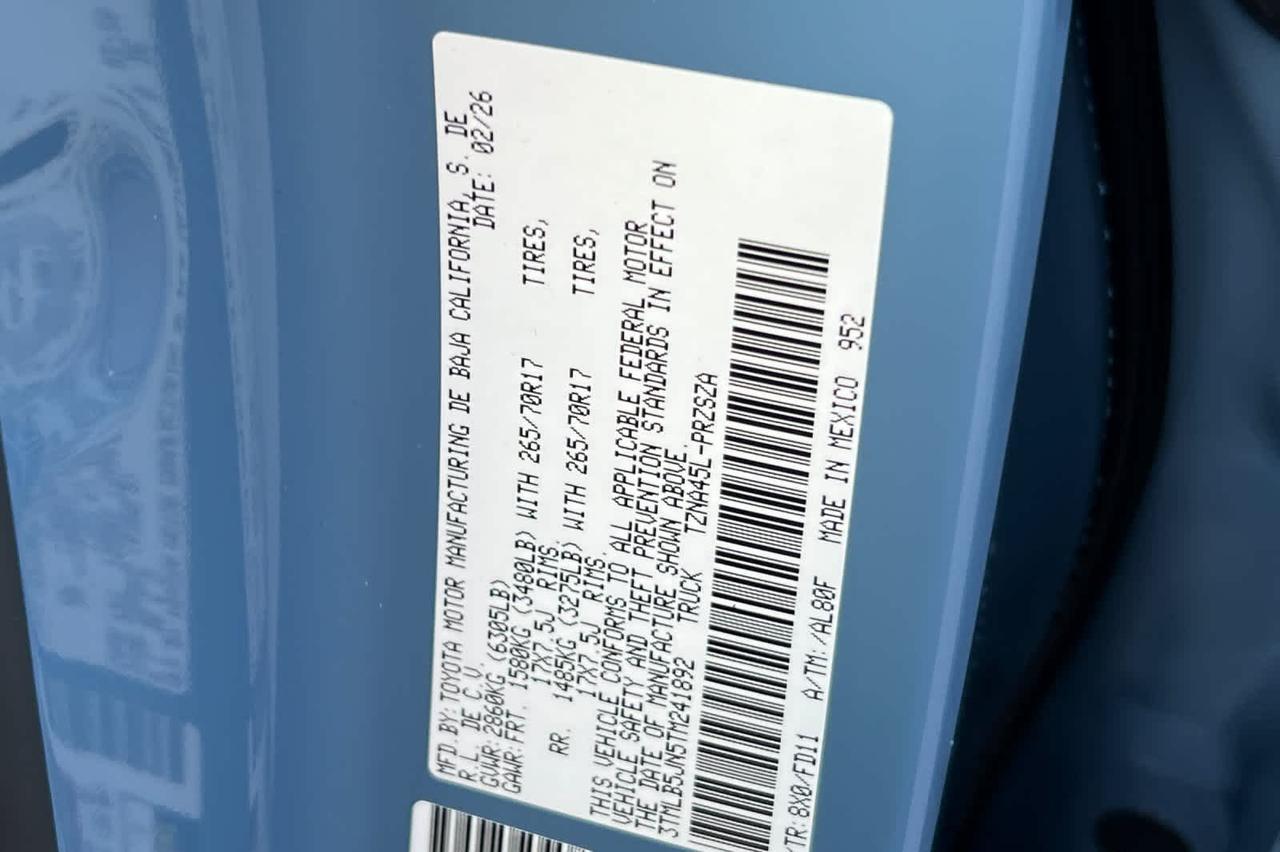 MFD BY: TOYOTA MOTOR MANUFACTURING DE BAJA CALIFORNIA, S. DE
R.L. DE C.V. DATE: 02/26
GVWR: 2860KG (6305LB)
GAWR: FRT. 1580KG (3480LB) WITH 265/70R17 TIRES,
17X7.5J RIMS.
RR. 1485KG (3275LB) WITH 265/70R17 TIRES,
17X7.5J RIMS.
THIS VEHICLE CONFORMS TO ALL APPLICABLE FEDERAL MOTOR
VEHICLE SAFETY AND THEFT PREVENTION STANDARDS IN EFFECT ON
THE DATE OF MANUFACTURE SHOWN ABOVE.
3TMLB5JN5TM241892 TRUCK TZNA45L-PRZSZA
/TR: 8X0/FD11 A/TM: /AL80F MADE IN MEXICO 952